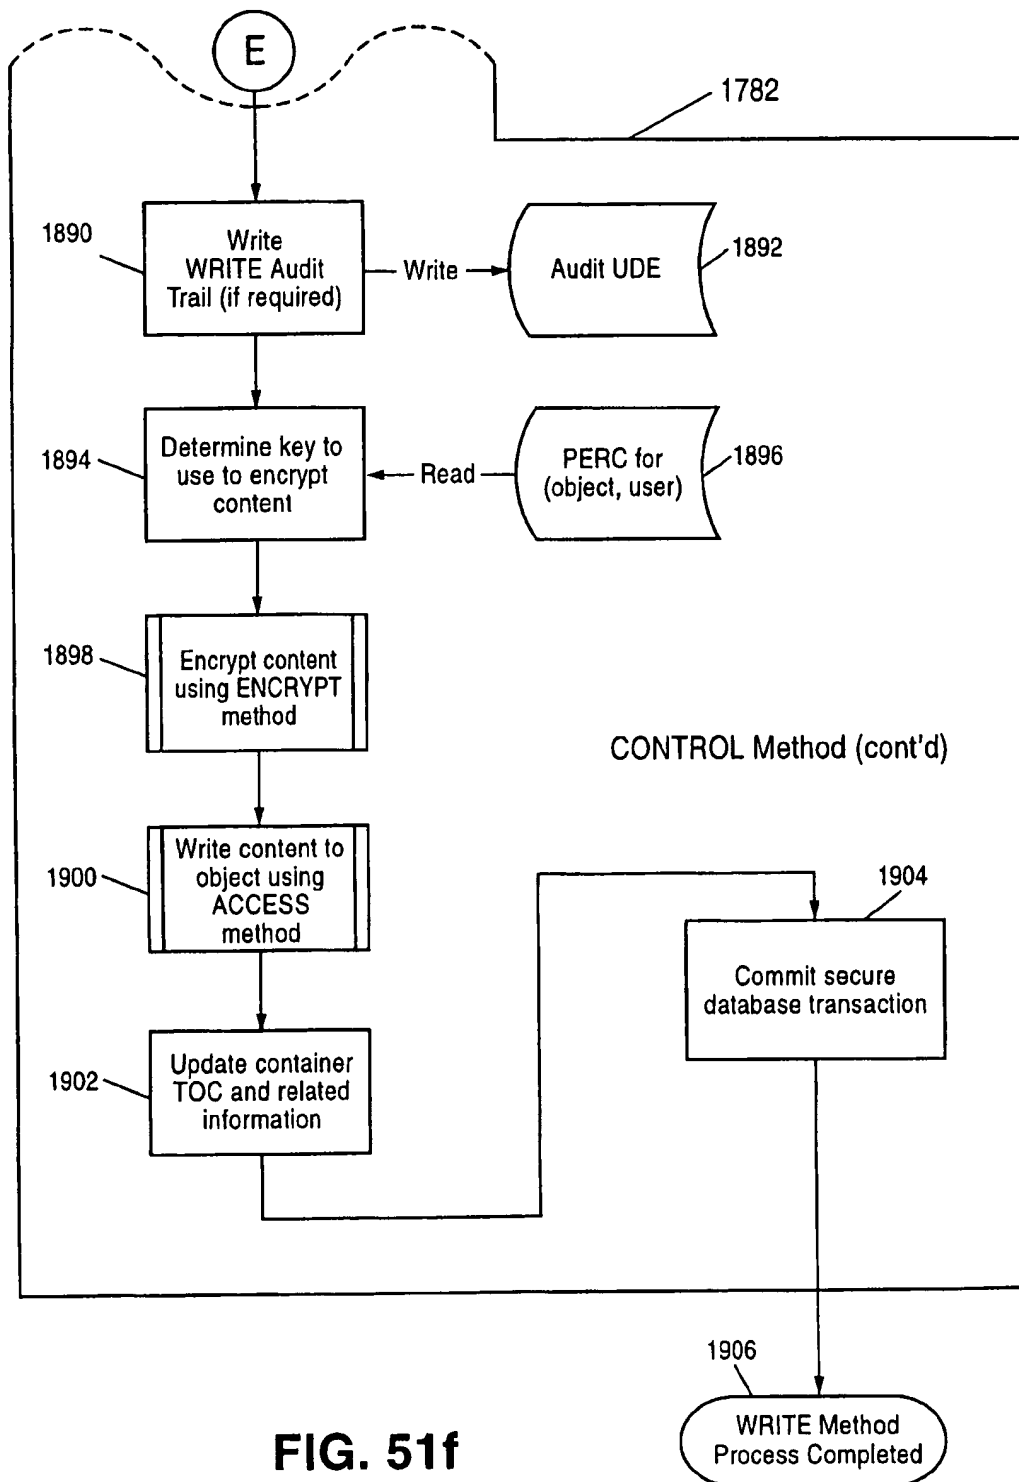 E
1782
1890
Write
WRITE Audit
Trail (if required)
Write
Audit UDE
1892
1894
Determine key to
use to encrypt
content
Read
PERC for
(object, user)
1896
1898
Encrypt content
using ENCRYPT
method
CONTROL Method (cont'd)
1900
Write content to
object using
ACCESS
method
1904
Commit secure
database transaction
1902
Update container
TOC and related
information
1906
WRITE Method
Process Completed
FIG. 51f